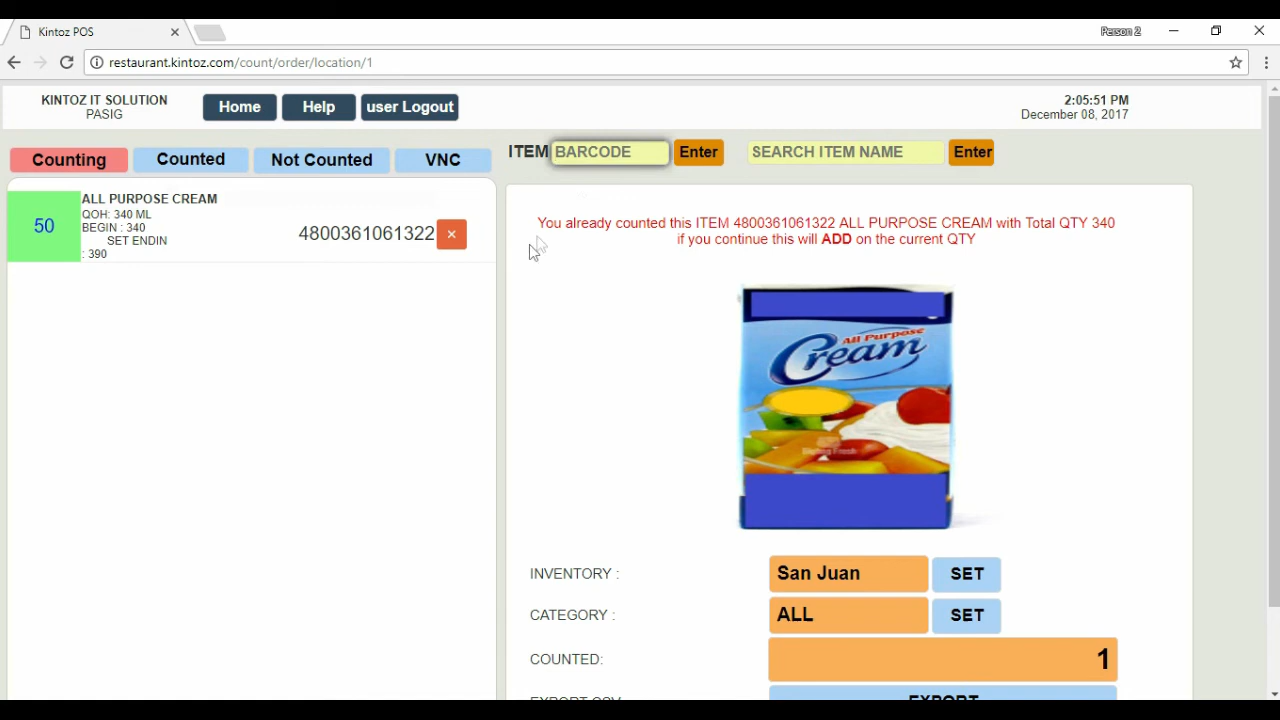 Kintoz POS
Person 2
restaurant.kintoz.com/count/order/location/1
KINTOZ IT SOLUTION
PASIG
Home
Help
user Logout
2:05:51 PM
December 08, 2017
Counting
Counted
Not Counted
VNC
ITEM
BARCODE
Enter
SEARCH ITEM NAME
Enter
50
ALL PURPOSE CREAM
QOH: 340 ML
BEGIN : 340
SET ENDIN
: 390
4800361061322
You already counted this ITEM 4800361061322 ALL PURPOSE CREAM with Total QTY 340
if you continue this will ADD on the current QTY
All Purpose
Cream
INVENTORY :
San Juan
SET
CATEGORY :
ALL
SET
COUNTED:
1
EXPORT CSV
EXPORT